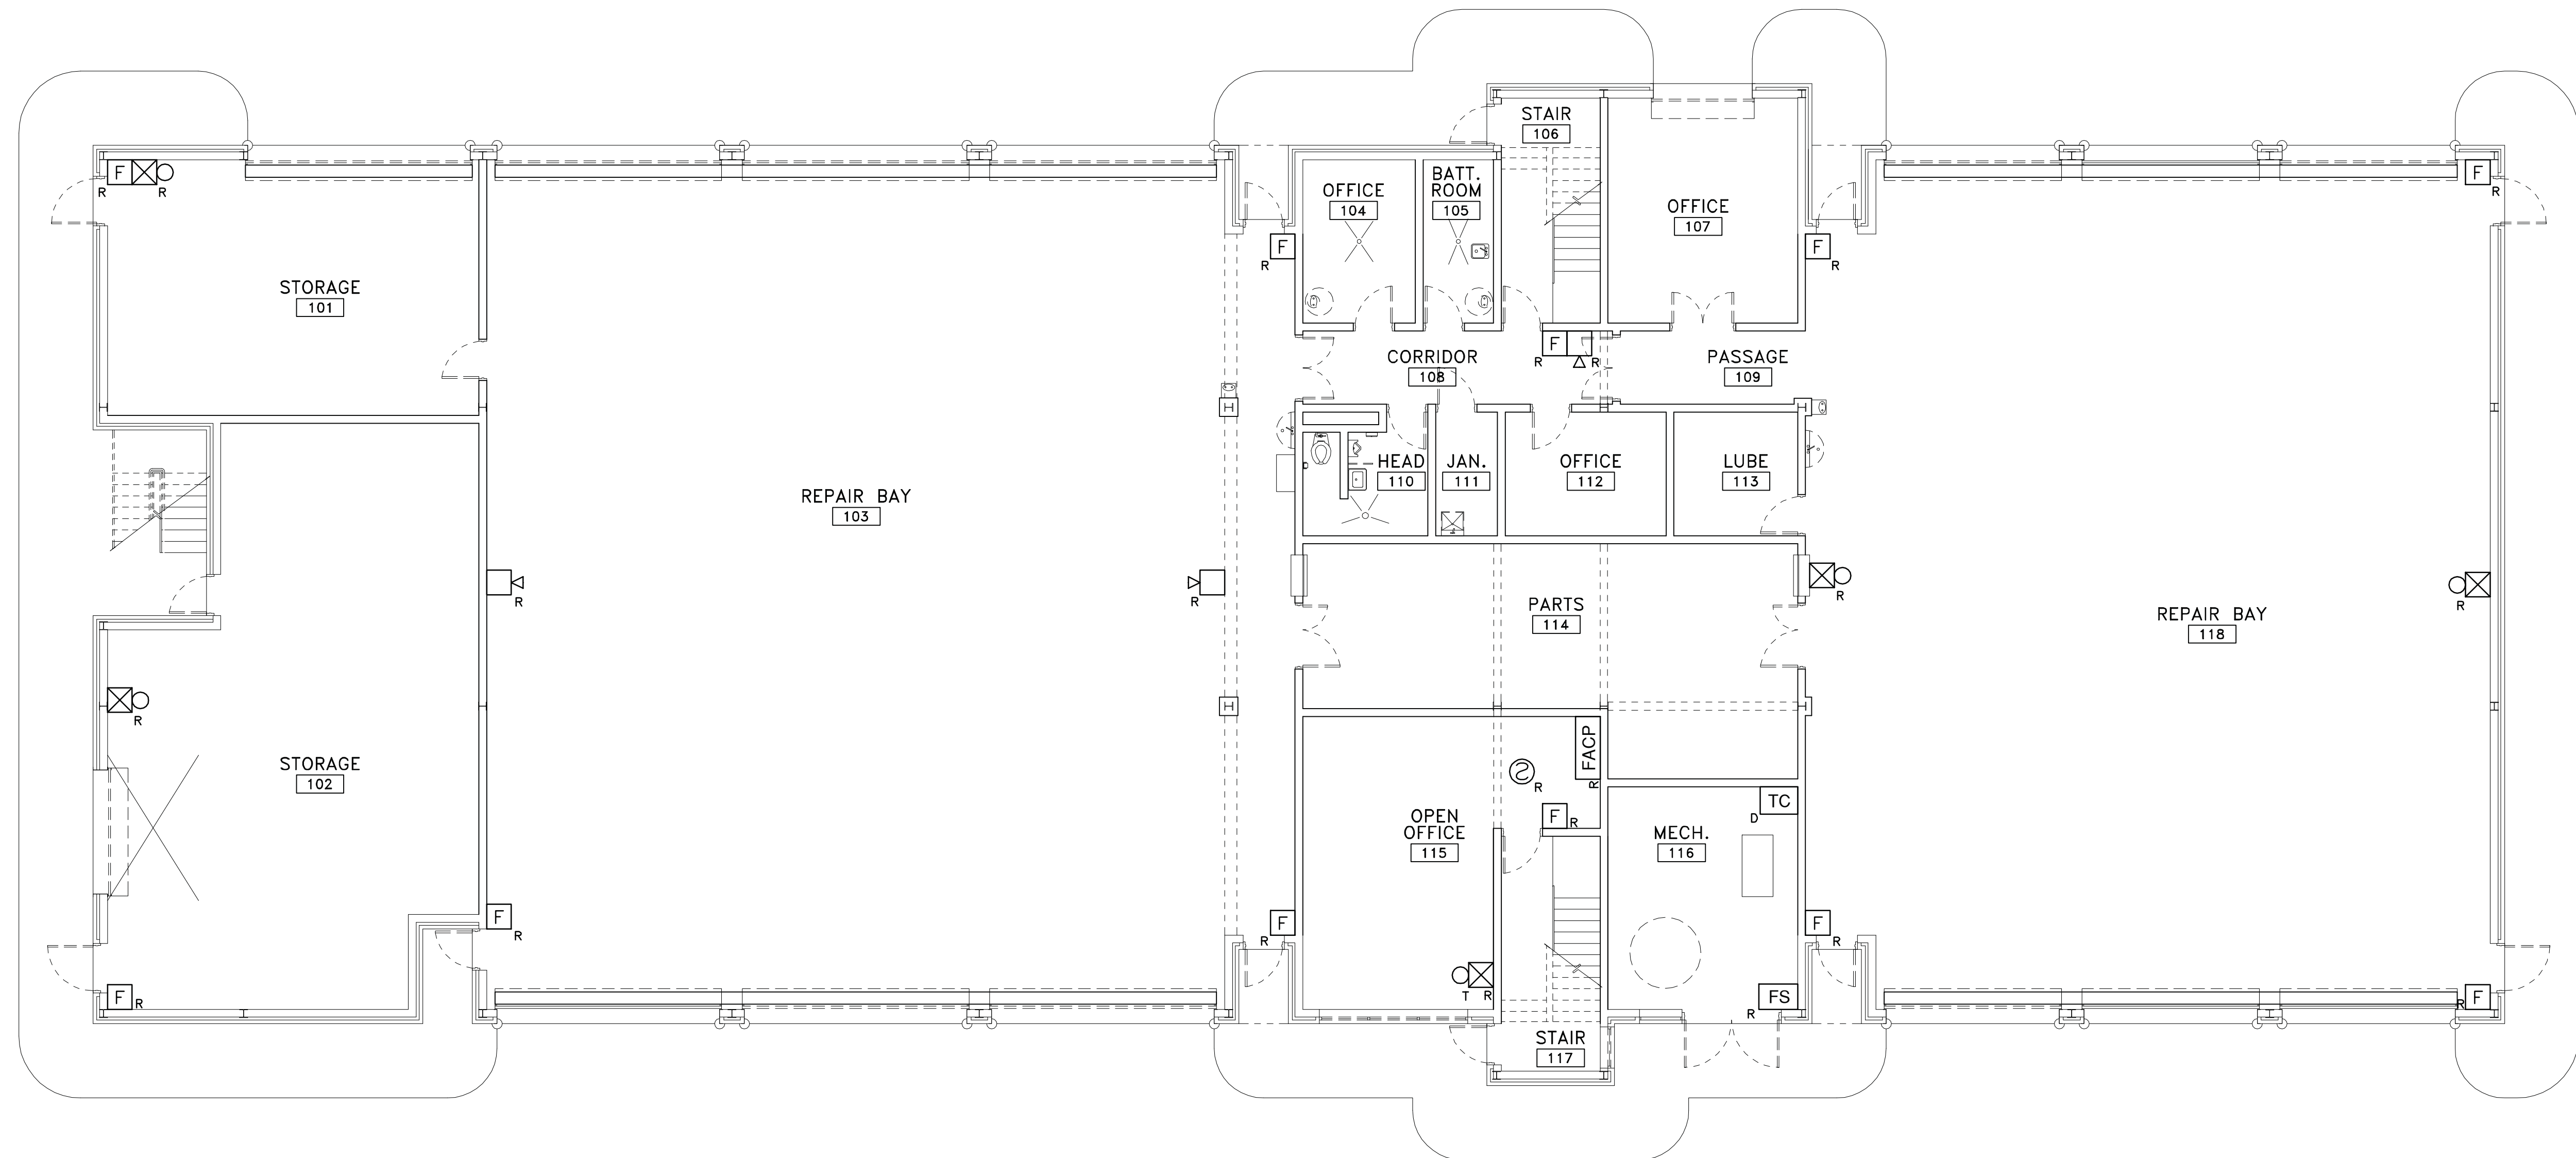 STAIR
106
F
R
R
BATT.
ROOM
105
OFFICE
104
OFFICE
107
F
R
F
R
F
R
STORAGE
101
F
R
R
CORRIDOR
108
PASSAGE
109
HEAD
110
JAN.
111
OFFICE
112
LUBE
113
REPAIR BAY
103
R
R
R
R
PARTS
114
REPAIR BAY
118
R
FACP
R
STORAGE
102
R
F
R
OPEN
OFFICE
115
MECH.
116
TC
D
F
R
F
R
F
R
F
R
T
R
F
R
FS
R
F
R
STAIR
117